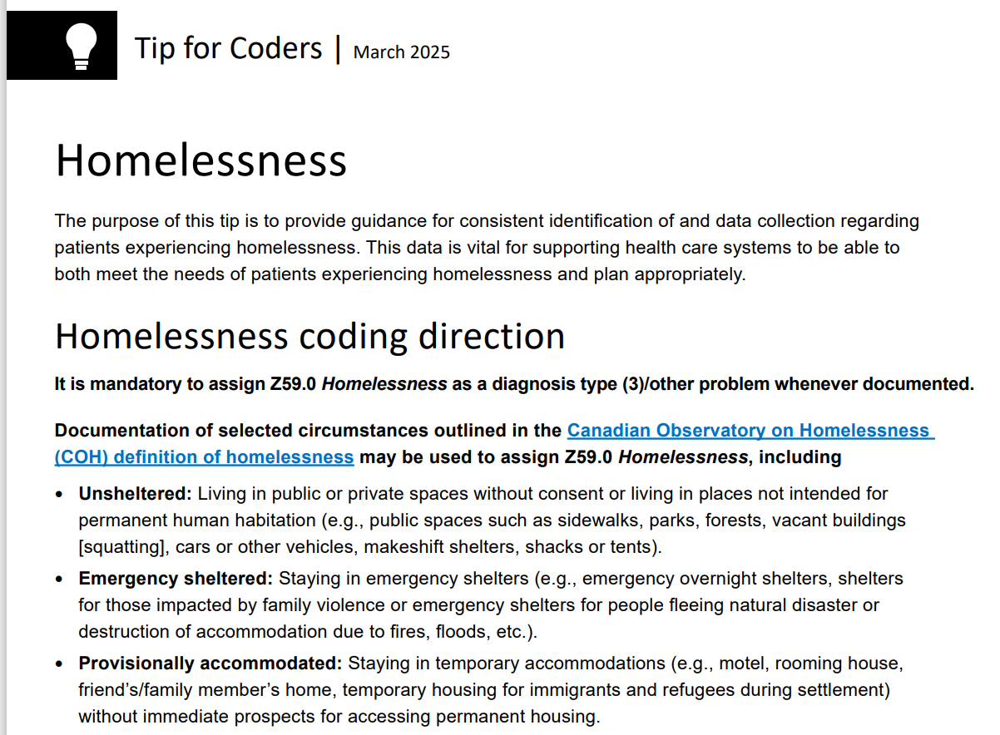 Tip for Coders | March 2025
Homelessness
The purpose of this tip is to provide guidance for consistent identification of and data collection regarding
patients experiencing homelessness. This data is vital for supporting health care systems to be able to
both meet the needs of patients experiencing homelessness and plan appropriately.
Homelessness coding direction
It is mandatory to assign Z59.0 Homelessness as a diagnosis type (3)/other problem whenever documented.
Documentation of selected circumstances outlined in the Canadian Observatory on Homelessness
(COH) definition of homelessness may be used to assign Z59.0 Homelessness, including
• Unsheltered: Living in public or private spaces without consent or living in places not intended for
permanent human habitation (e.g., public spaces such as sidewalks, parks, forests, vacant buildings
[squatting], cars or other vehicles, makeshift shelters, shacks or tents).
• Emergency sheltered: Staying in emergency shelters (e.g., emergency overnight shelters, shelters
for those impacted by family violence or emergency shelters for people fleeing natural disaster or
destruction of accommodation due to fires, floods, etc.).
• Provisionally accommodated: Staying in temporary accommodations (e.g., motel, rooming house,
friend’s/family member’s home, temporary housing for immigrants and refugees during settlement)
without immediate prospects for accessing permanent housing.